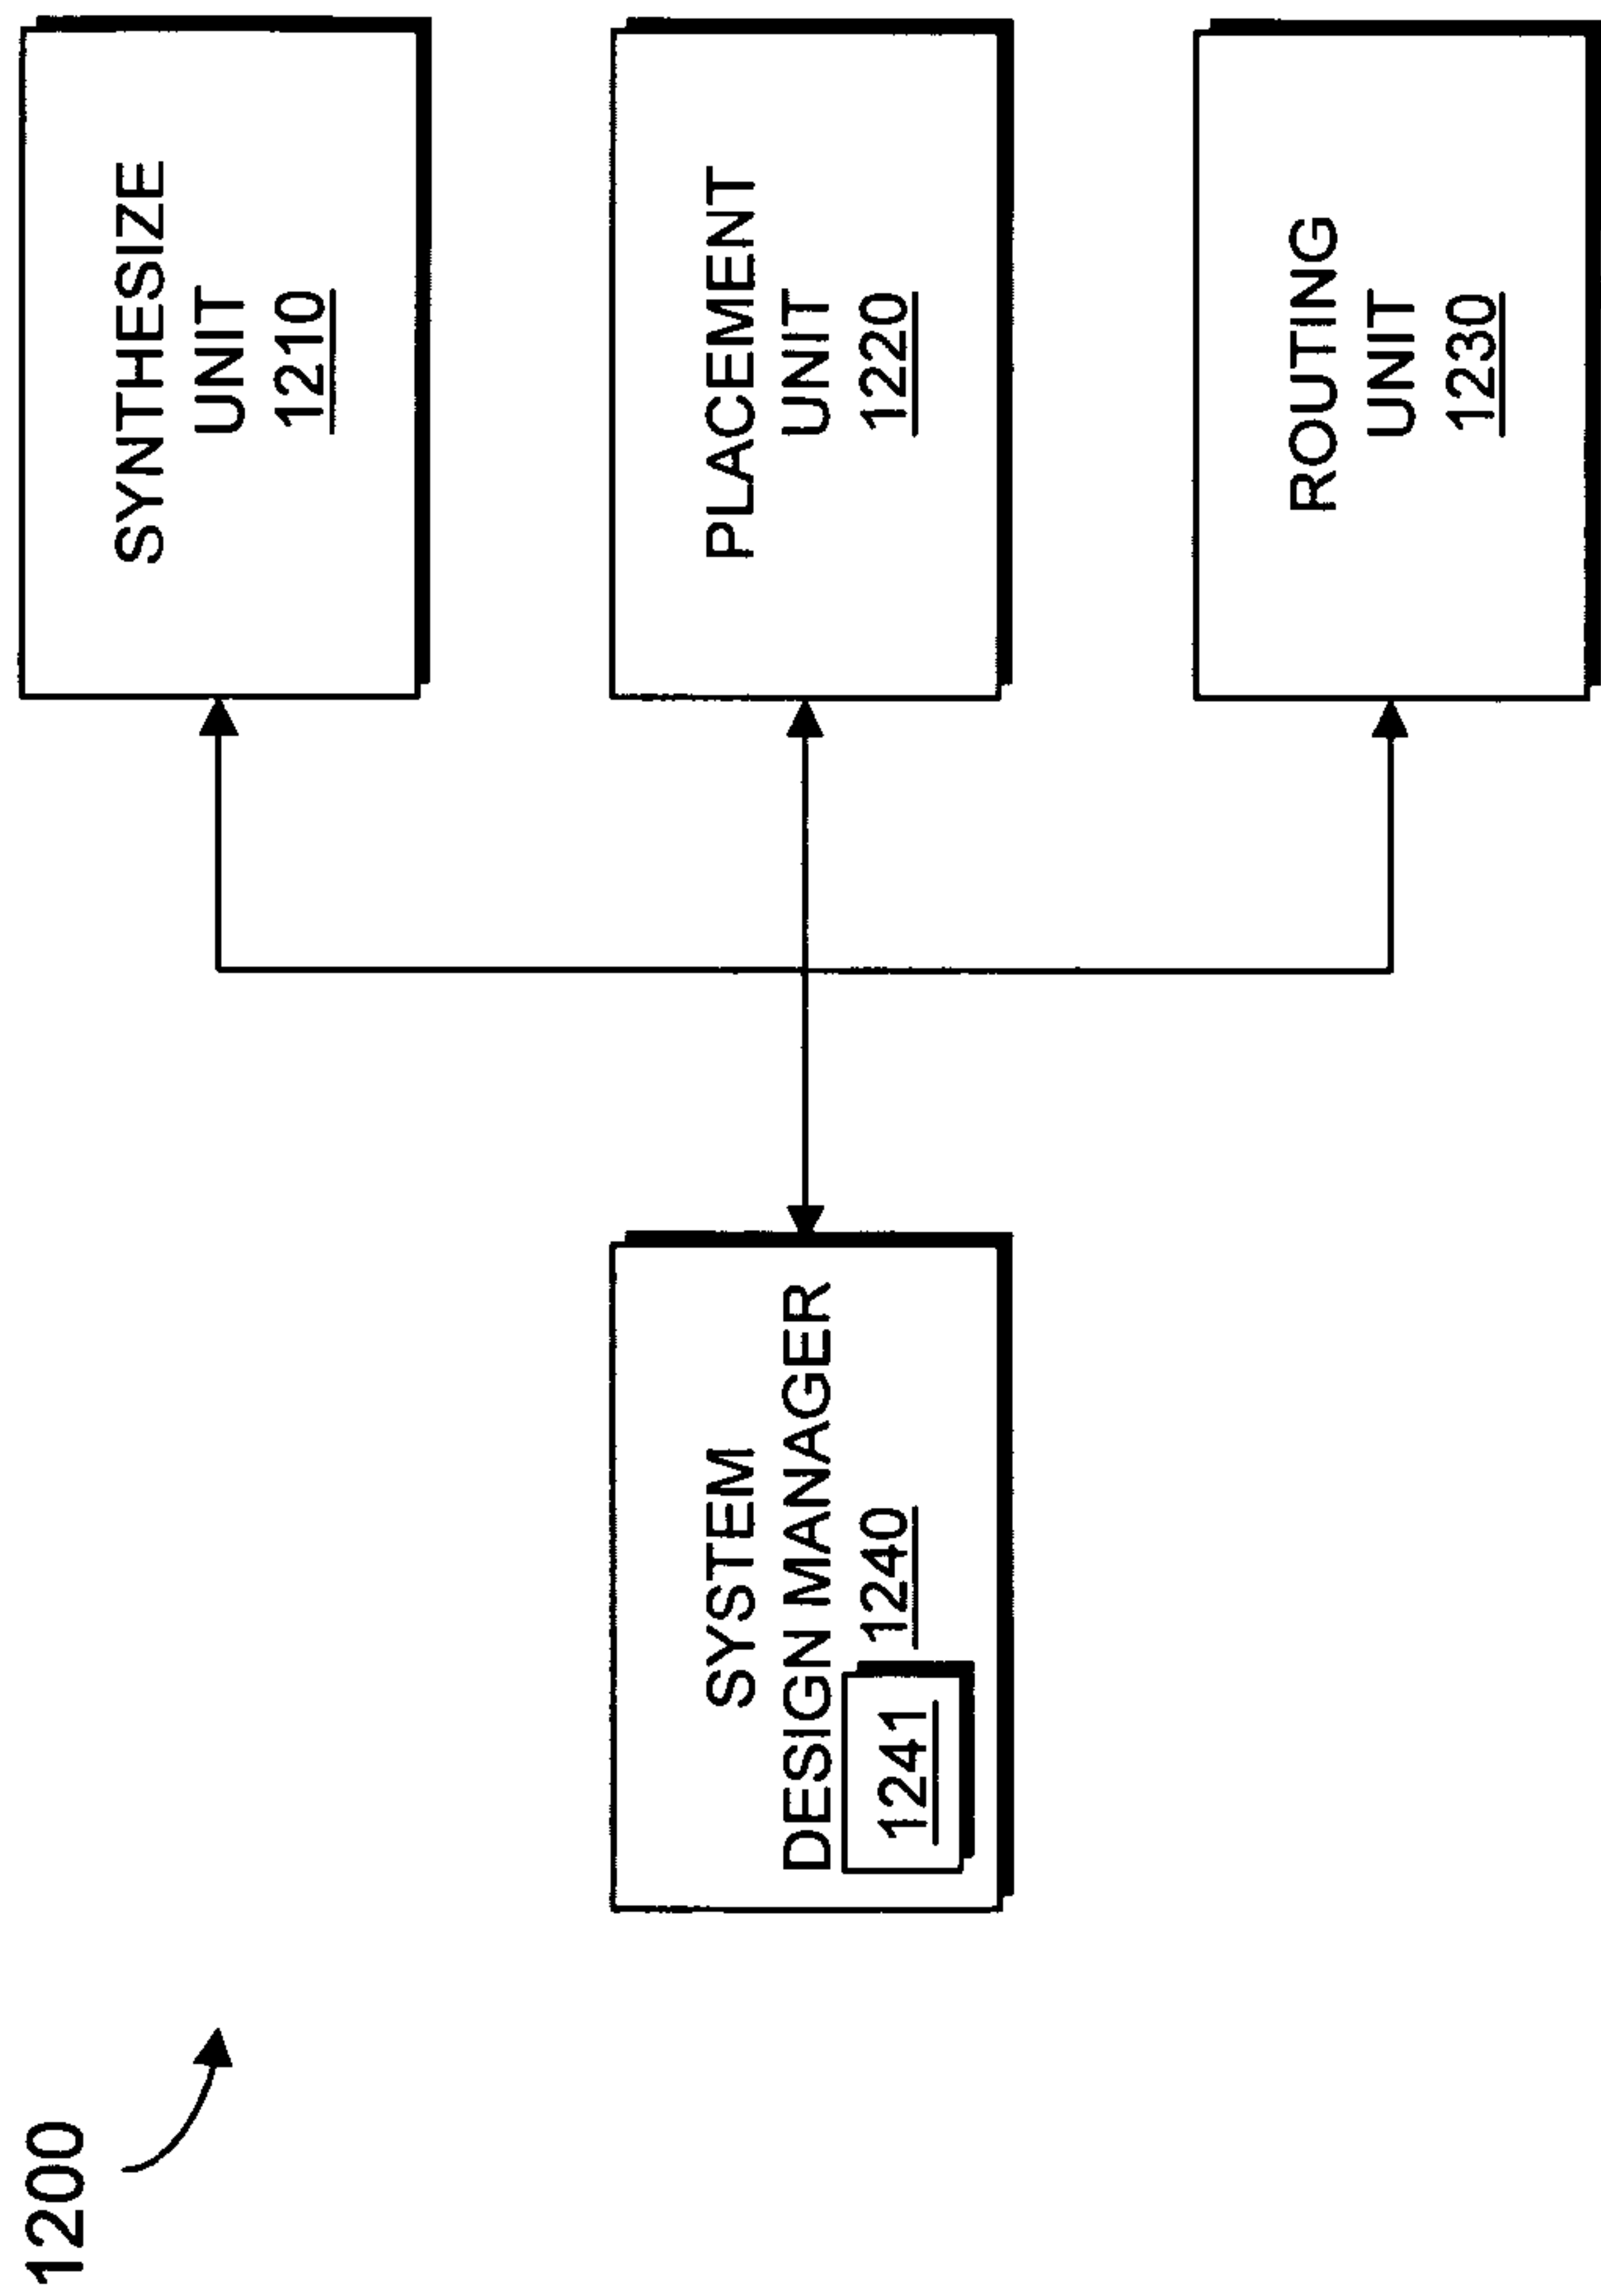 1200
SYSTEM
DESIGN MANAGER
1240
1241
SYNTHESIZE
UNIT
1210
PLACEMENT
UNIT
1220
ROUTING
UNIT
1230